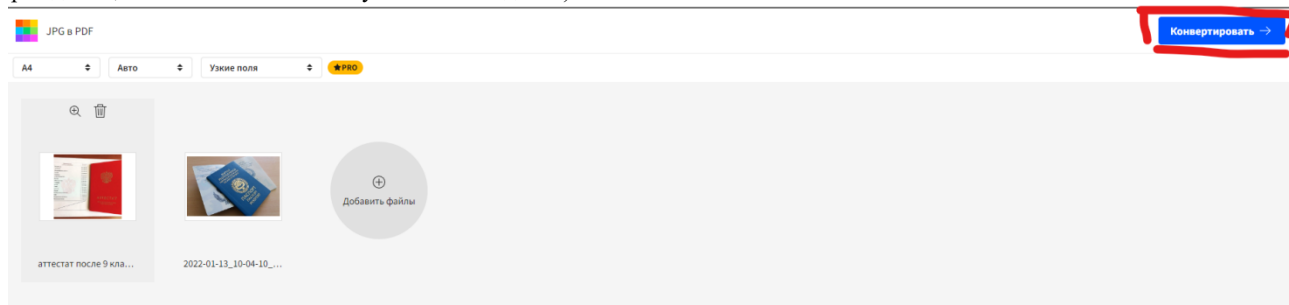 JPG в PDF
Конвертировать →
A4
Авто
Узкие поля
★PRO
Добавить файлы
аттестат после 9 кла...
2022-01-13_10-04-10_...